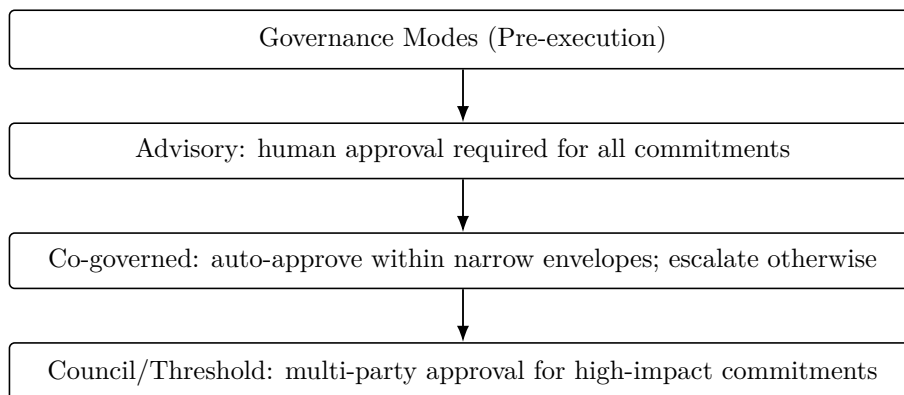 Governance Modes (Pre-execution)
Advisory: human approval required for all commitments
Co-governed: auto-approve within narrow envelopes; escalate otherwise
Council/Threshold: multi-party approval for high-impact commitments